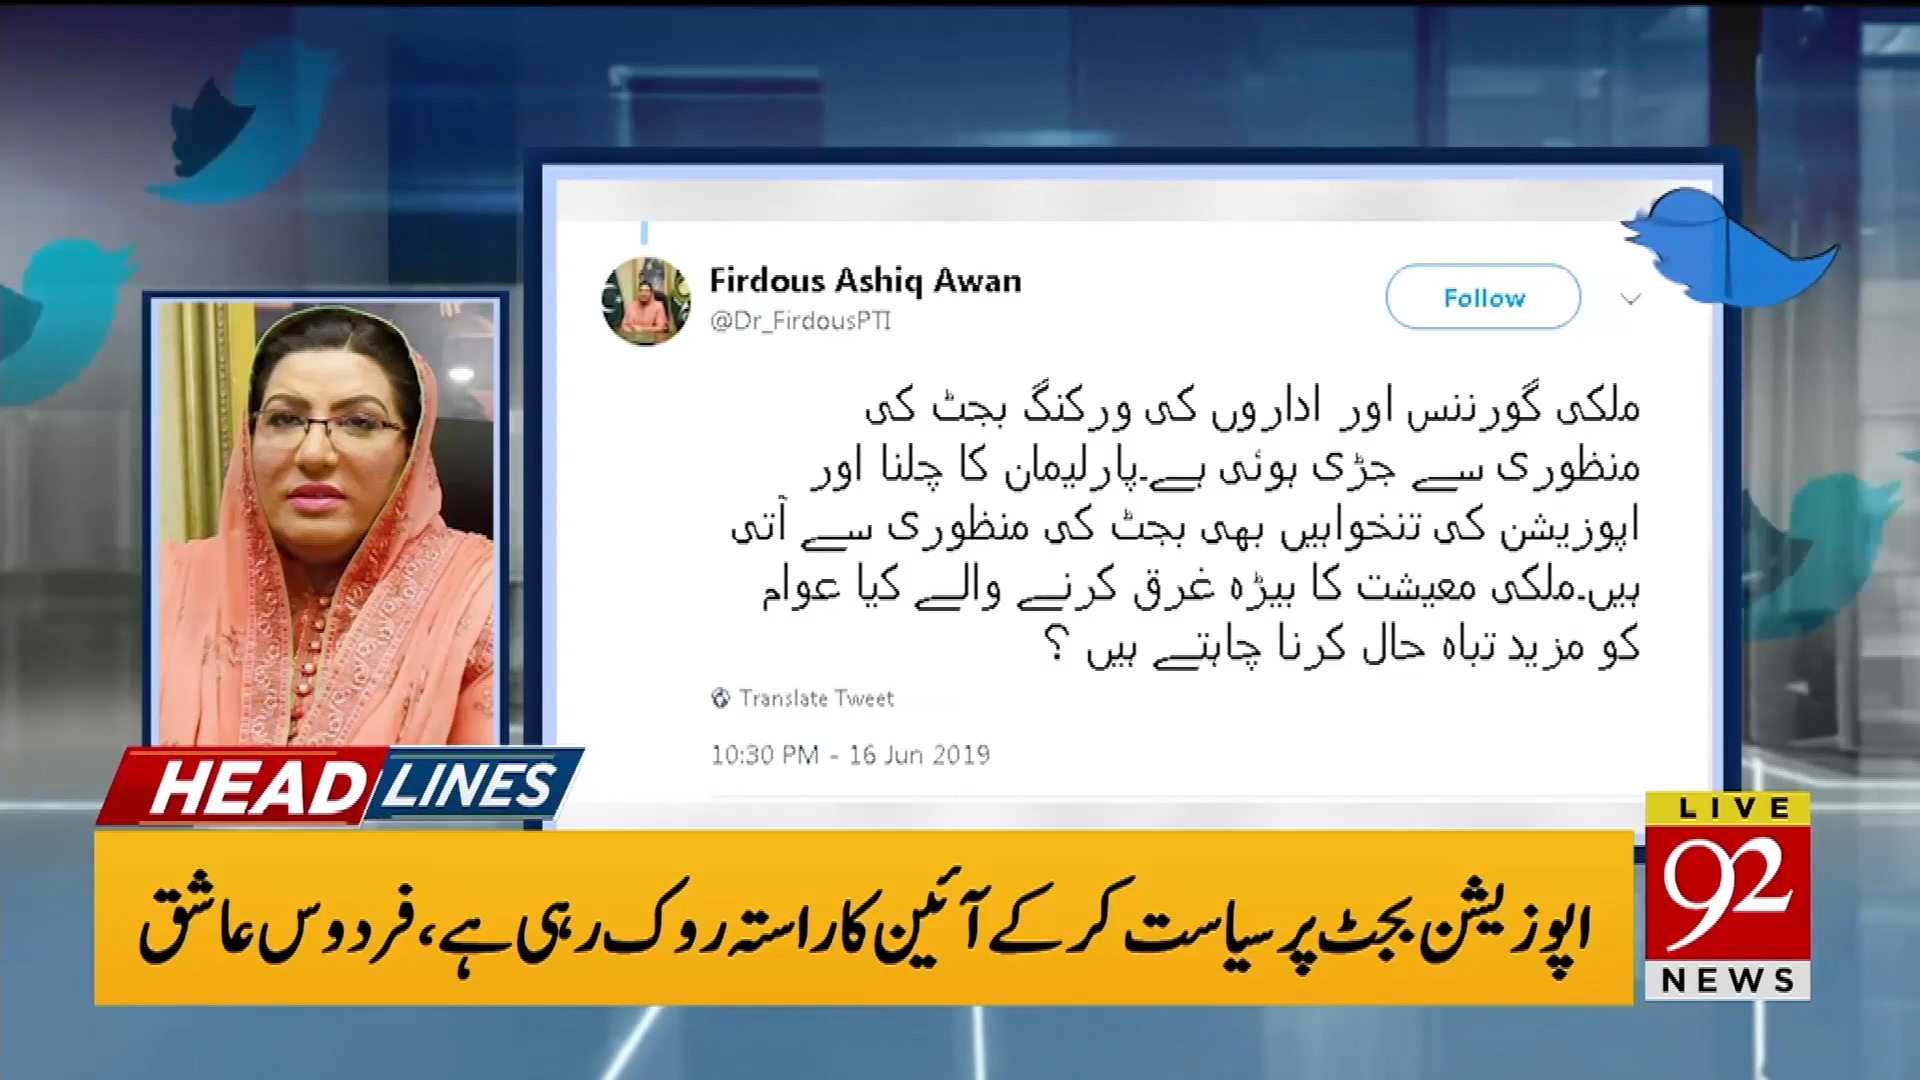 Firdous Ashiq Awan
@Dr_FirdousPTI
Follow
ملکی گورننس اور اداروں کی ورکنگ بجٹ کی
منظوری سے جڑی ہوئی ہے۔پارلیمان کا چلنا اور
اپوزیشن کی تنخواہیں بھی بجٹ کی منظوری سے آتی
ہیں۔ملکی معیشت کا بیڑہ غرق کرنے والے کیا عوام
کو مزید تباہ حال کرنا چاہتے ہیں ؟
Translate Tweet
10:30 PM - 16 Jun 2019
HEADLINES
اپوزیشن بجٹ پر سیاست کر کے آئین کا راستہ روک رہی ہے، فردوس عاشق
LIVE
92
NEWS